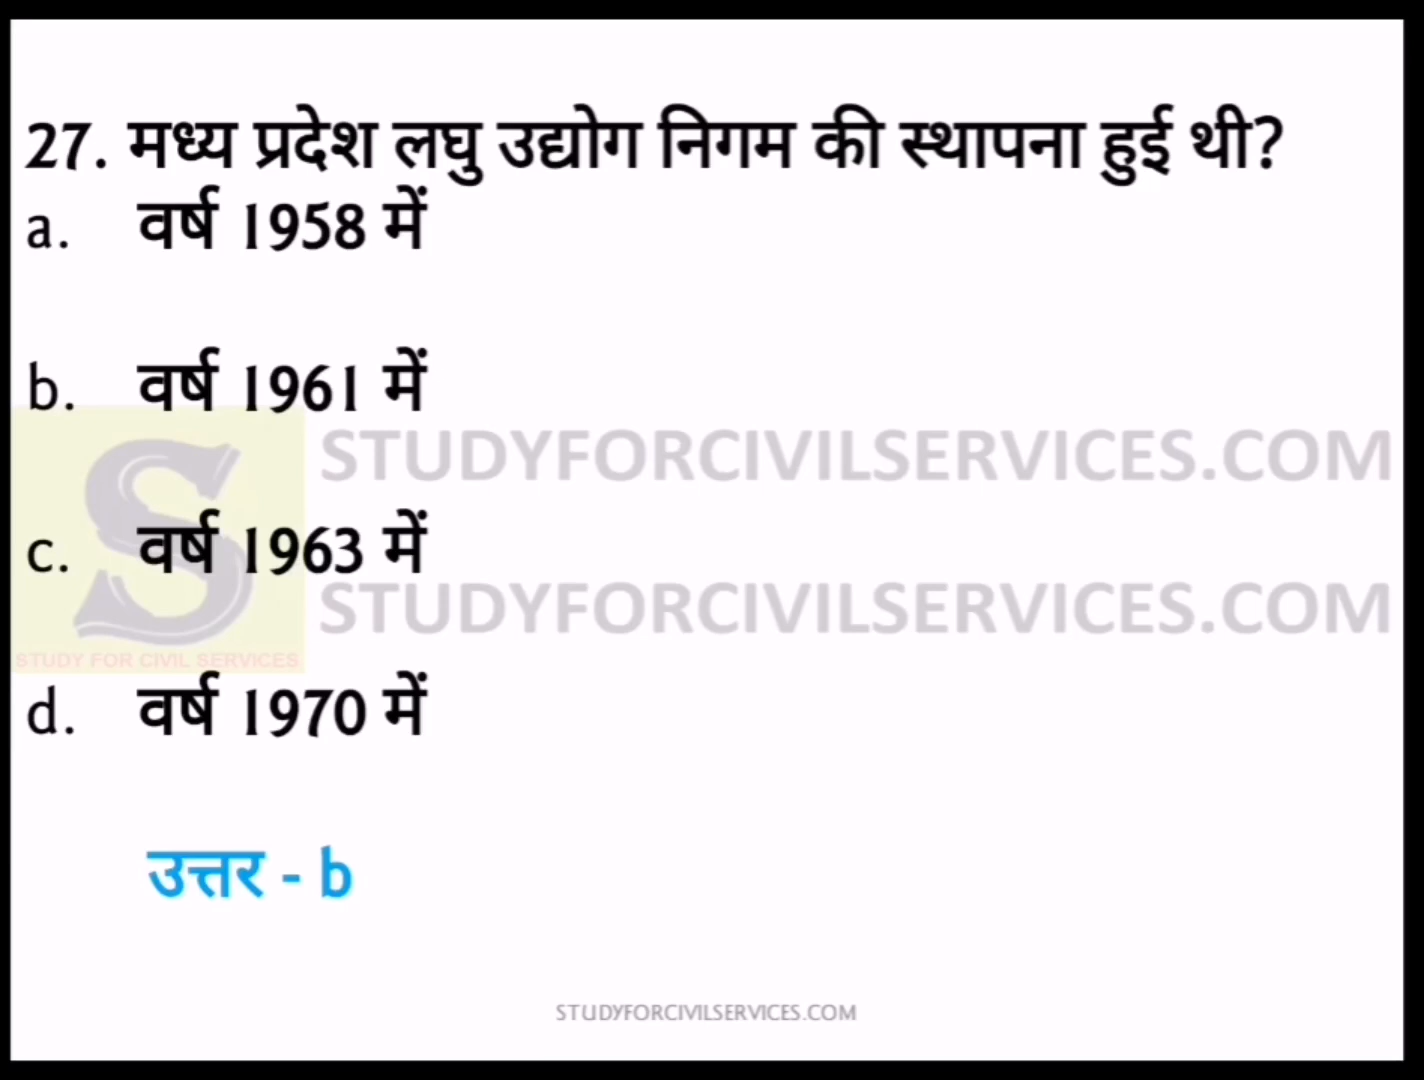 27. मध्य प्रदेश लघु उद्योग निगम की स्थापना हुई थी?
a. वर्ष 1958 में
b. वर्ष 1961 में
STUDYFORCIVILSERVICES.COM
c. वर्ष 1963 में
STUDYFORCIVILSERVICES.COM
S
STUDY FOR CIVIL SERVICES
d. वर्ष 1970 में
उत्तर - b
STUDYFORCIVILSERVICES.COM